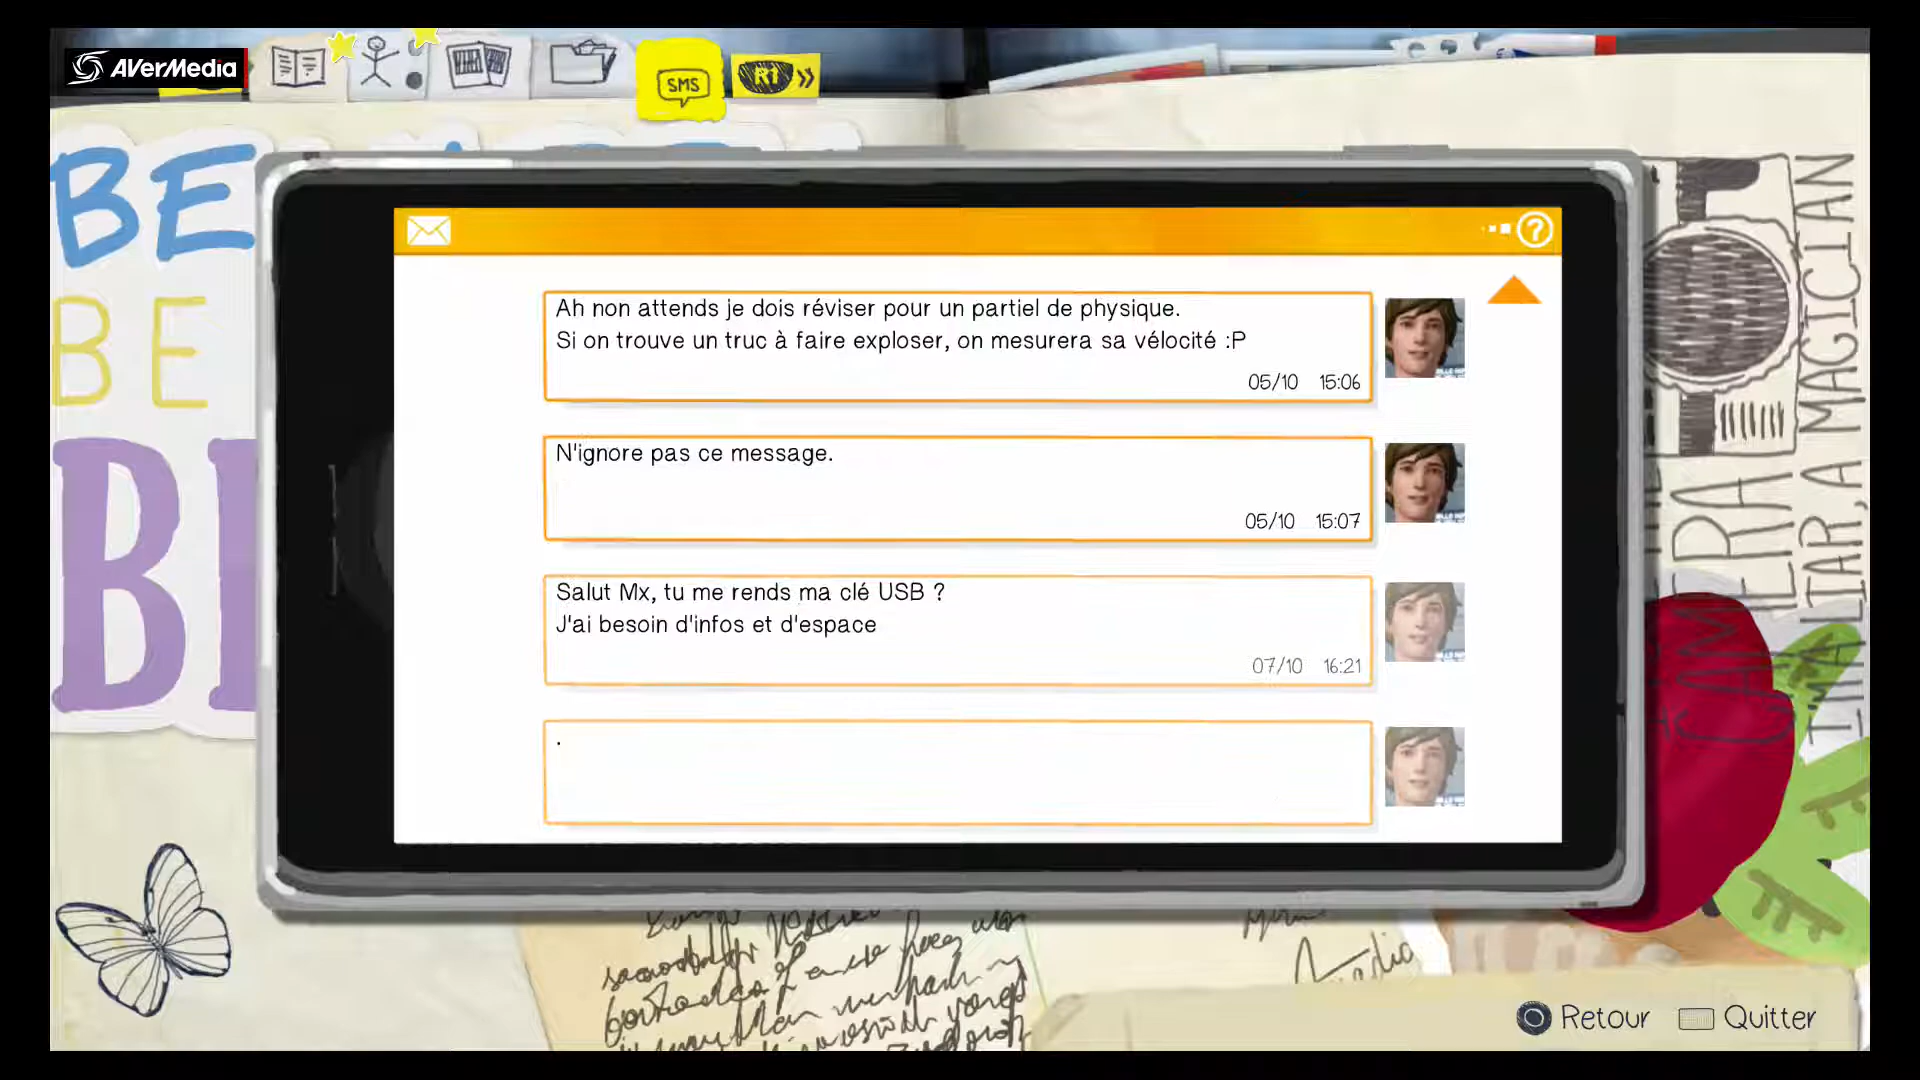 AVerMedia
SMS
R1
BE
BE
Ah non attends je dois réviser pour un partiel de physique.
Si on trouve un truc à faire exploser, on mesurera sa vélocité :P
05/10 15:06
N'ignore pas ce message.
05/10 15:07
Salut Mx, tu me rends ma clé USB ?
J'ai besoin d'infos et d'espace
07/10 16:21
.
CAMERA
LIAR, A MAGICIAN
Retour
Quitter